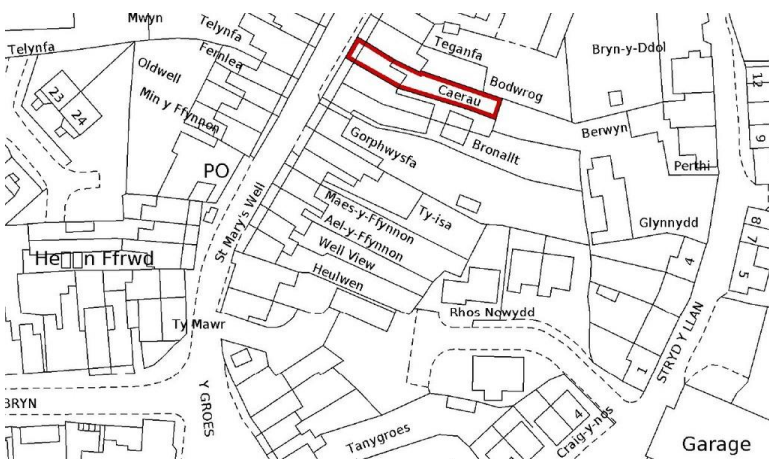 Mwyn
Telynfa
Telynfa
Fernlea
Oldwell
Min y Ffynnon
23
24
PO
St Mary's Well
Teganfa
Bodwrog
Caerau
Bryn-y-Ddol
Berwyn
Perthi
12
9
Bronallt
Gorphwysfa
Maes-y-Ffynnon
Ty-isa
Ael-y-Ffynnon
Well View
Heulwen
Glynnydd
8
7
5
4
1
Ty Mawr
Rhos Newydd
STRYD Y LLAN
BRYN
Y GROES
Tanygroes
4
Craig-y-nos
Garage